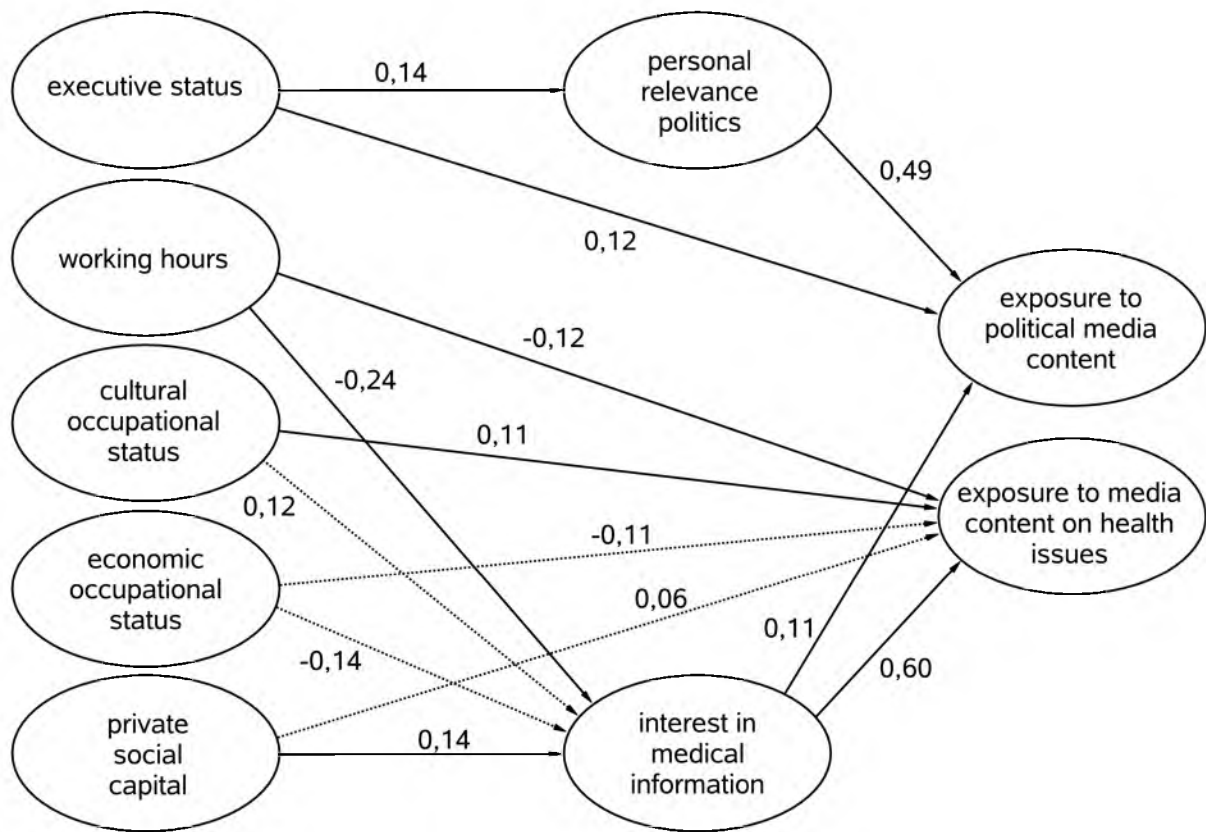 executive status
0,14
personal
relevance
politics
0,49
0,12
working hours
exposure to
political media
content
-0,12
-0,24
cultural
occupational
status
0,11
exposure to media
content on health
issues
0,12
-0,11
economic
occupational
status
0,06
0,11
-0,14
0,60
private
social
capital
0,14
interest in
medical
information